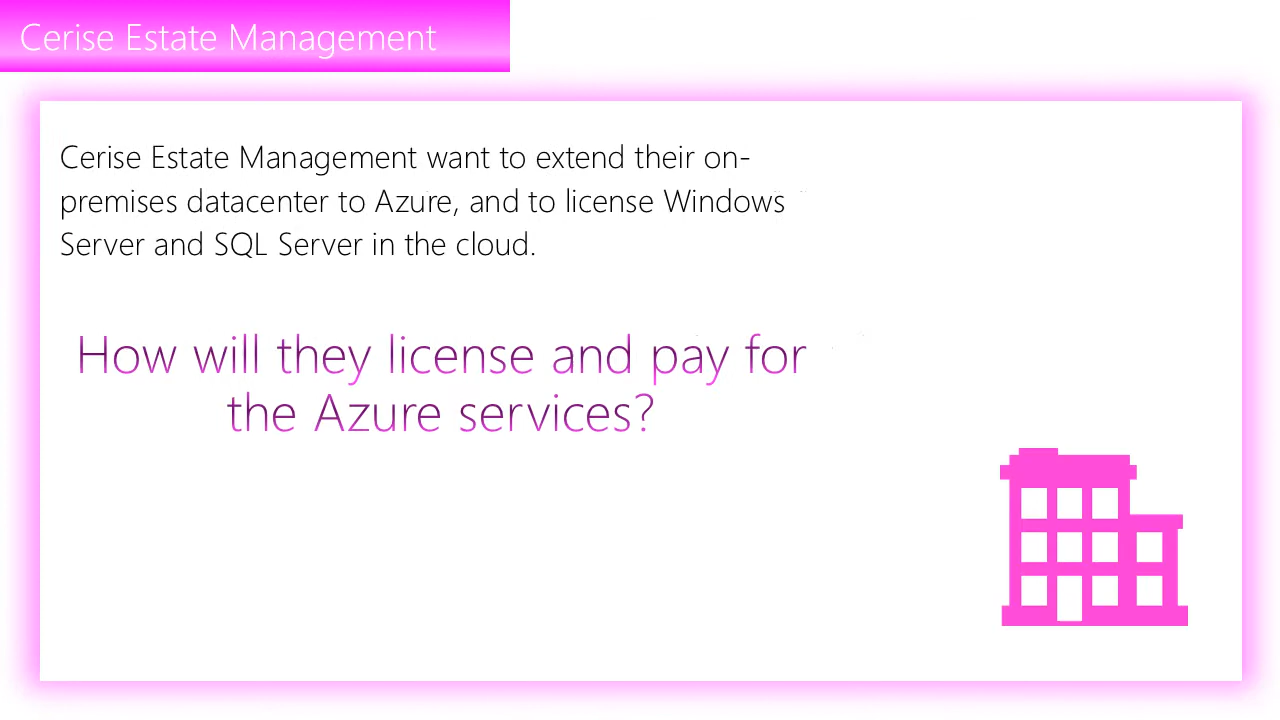 Cerise Estate Management
Cerise Estate Management want to extend their on-
premises datacenter to Azure, and to license Windows
Server and SQL Server in the cloud.
How will they license and pay for
the Azure services?